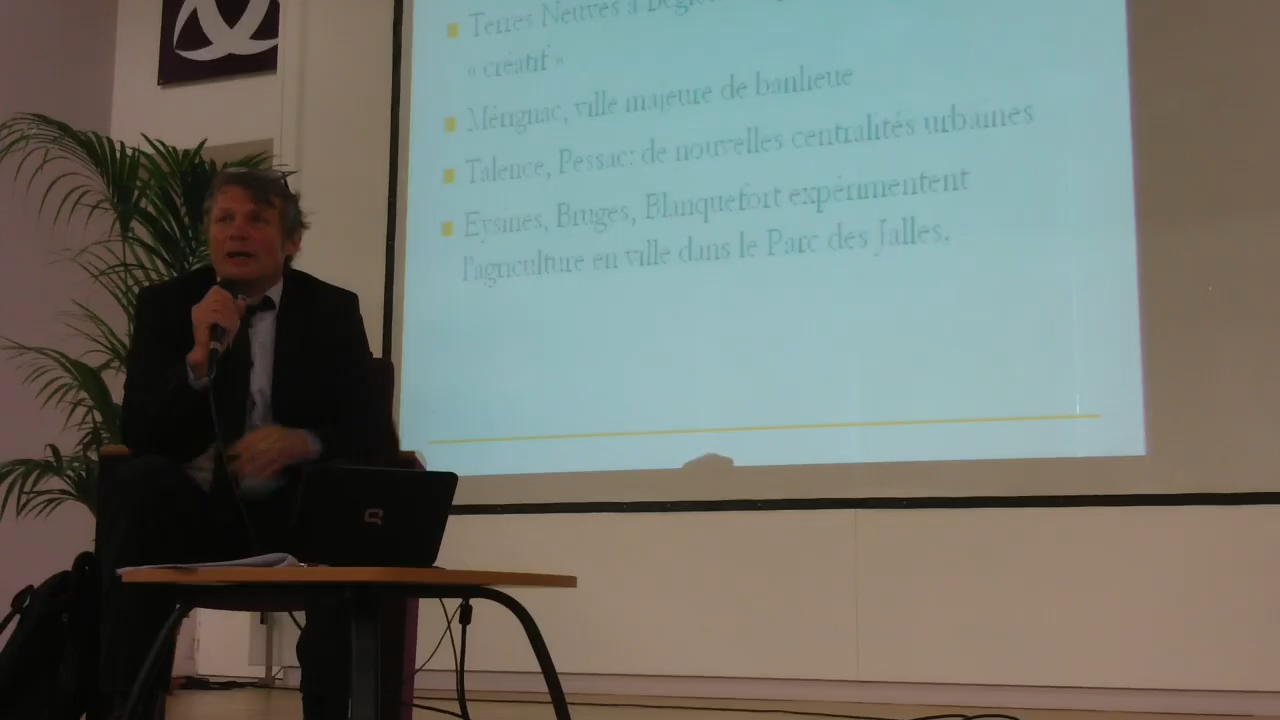 Terres Neuves à Bègles
« créatif »
Mérignac, ville majeure de banlieue
Talence, Pessac: de nouvelles centralités urbaines
Eysines, Bruges, Blanquefort expérimentent
l'agriculture en ville dans le Parc des Jalles.